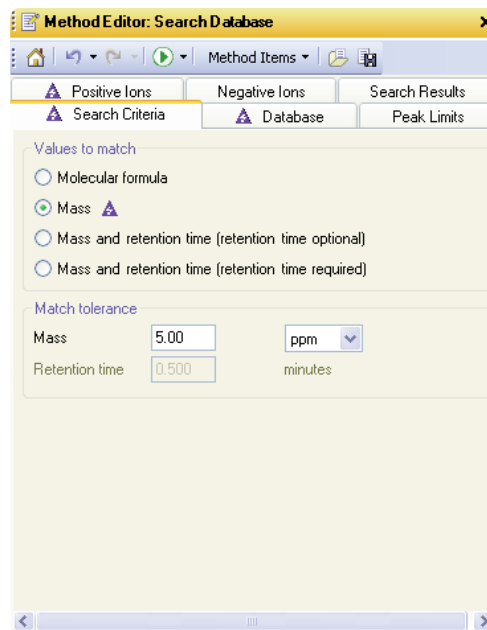 Method Editor: Search Database
Method Items
Positive Ions Negative Ions Search Results
Search Criteria Database Peak Limits
Values to match
Molecular formula
Mass
Mass and retention time (retention time optional)
Mass and retention time (retention time required)
Match tolerance
Mass 5.00 ppm
Retention time 0.500 minutes